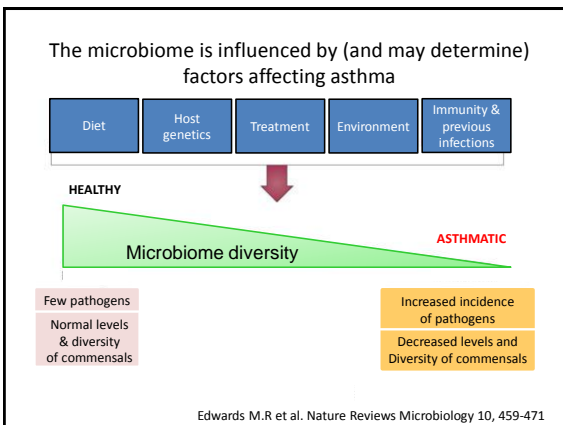 The microbiome is influenced by (and may determine)
factors affecting asthma
Diet
Host
genetics
Treatment
Environment
Immunity &
previous
infections
HEALTHY
ASTHMATIC
Microbiome diversity
Few pathogens
Normal levels
& diversity
of commensals
Increased incidence
of pathogens
Decreased levels and
Diversity of commensals
Edwards M.R et al. Nature Reviews Microbiology 10, 459-471